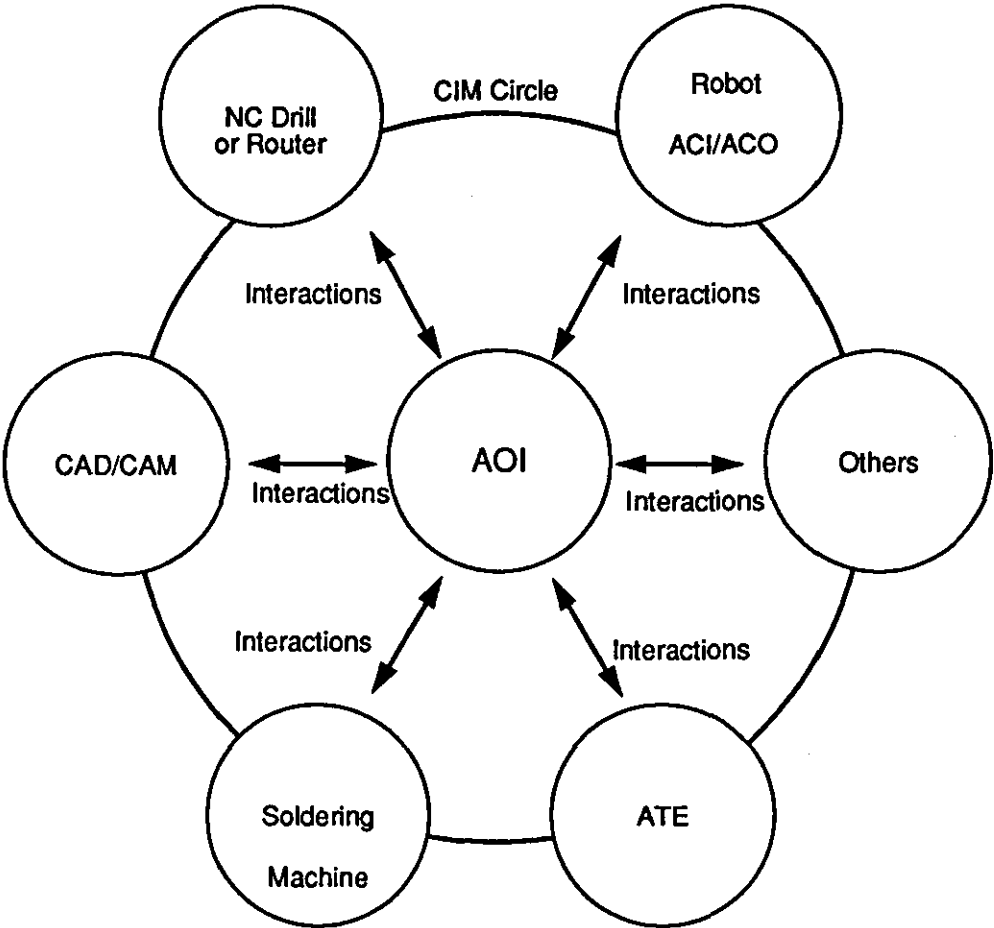 CIM Circle
NC Drill
or Router
Robot
ACI/ACO
Interactions
Interactions
CAD/CAM
AOI
Others
Interactions
Interactions
Interactions
Interactions
Soldering
Machine
ATE